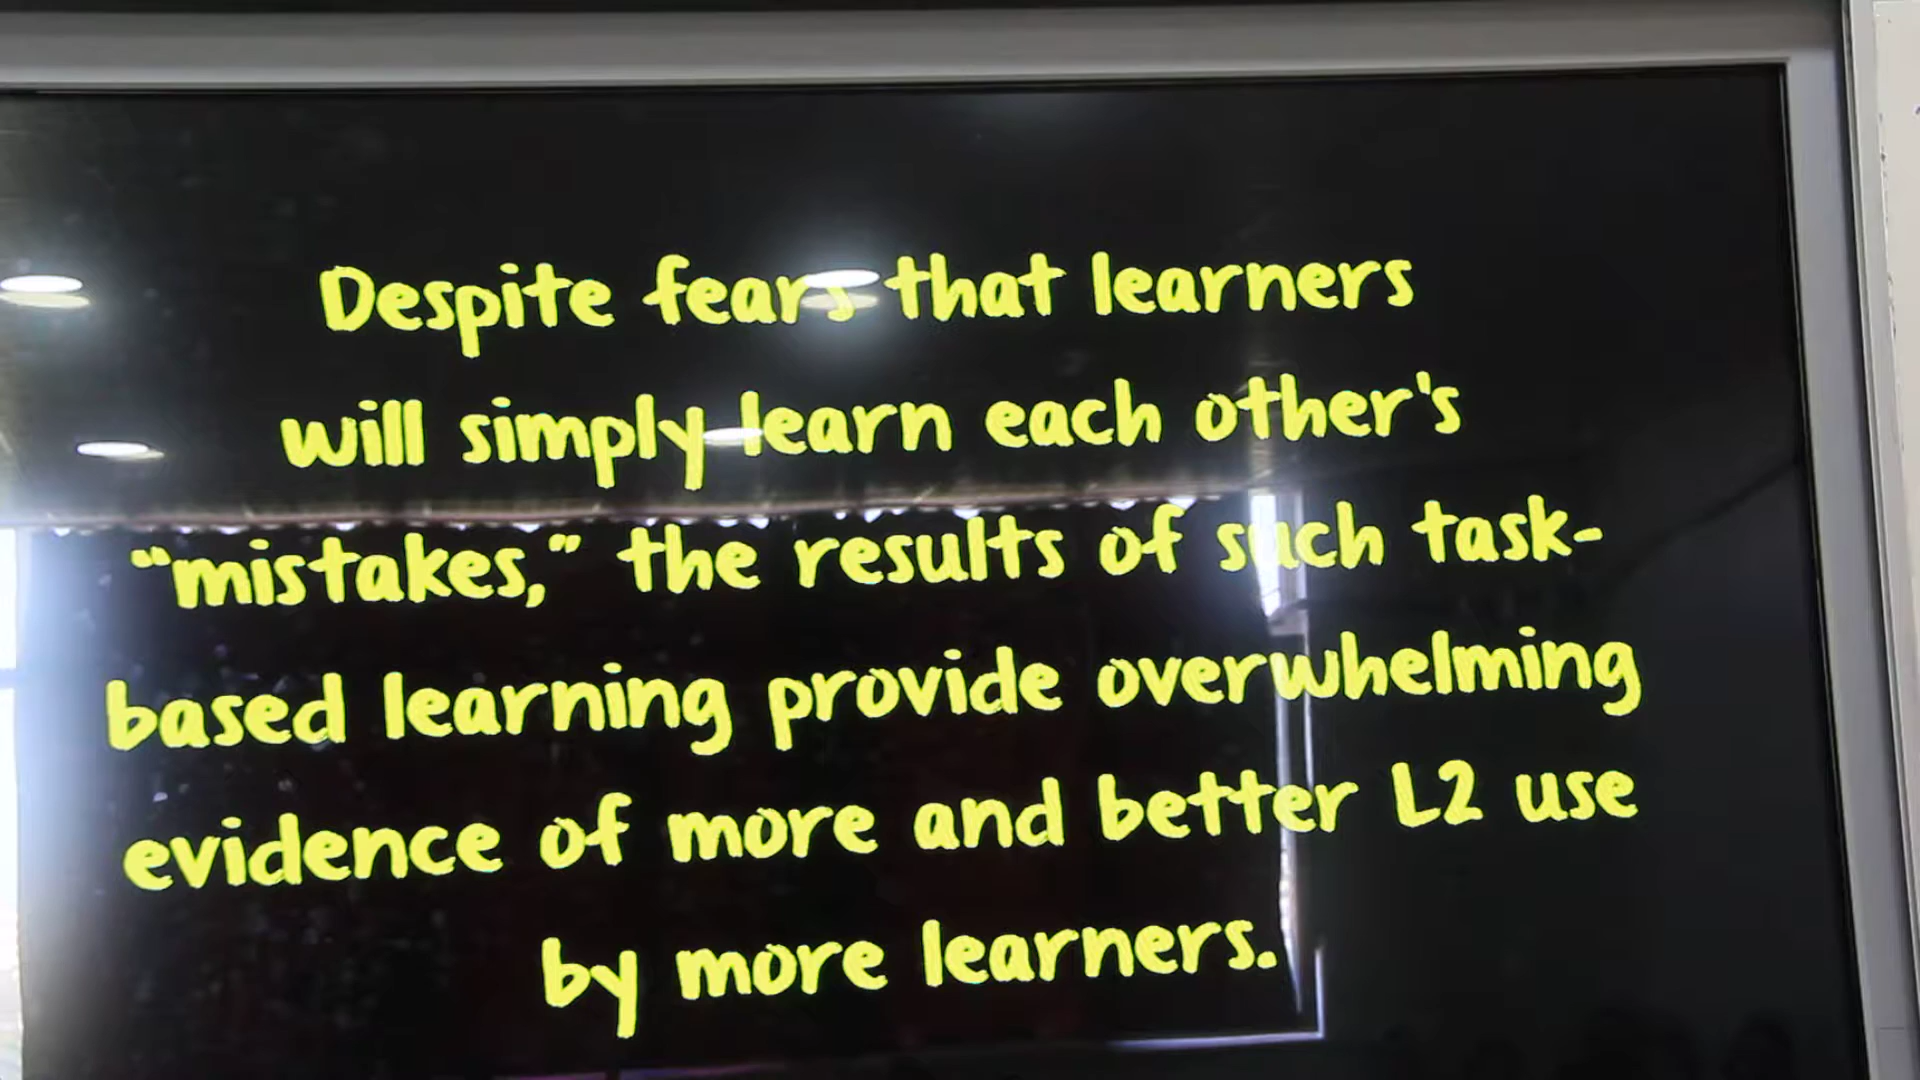 Despite fears that learners
will simply learn each other's
“mistakes,” the results of such task-
based learning provide overwhelming
evidence of more and better L2 use
by more learners.